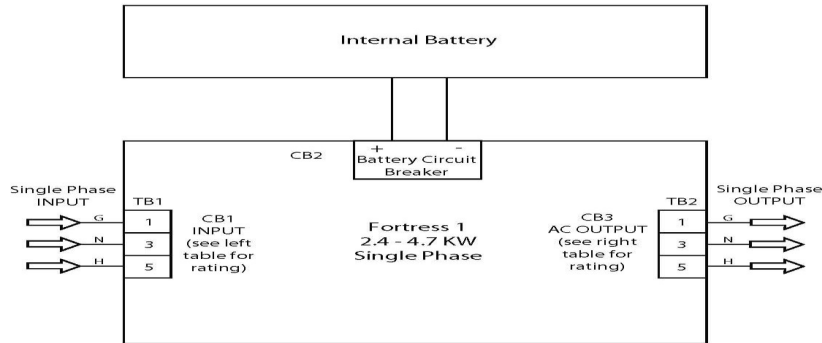 Internal Battery
+ -
CB2
Battery Circuit
Breaker
Single Phase
INPUT
TB1
G
1
N
3
H
5
CB1
INPUT
(see left
table for
rating)
Fortress 1
2.4 - 4.7 KW
Single Phase
CB3
AC OUTPUT
(see right
table for
rating)
TB2
1
G
3
N
5
H
Single Phase
OUTPUT